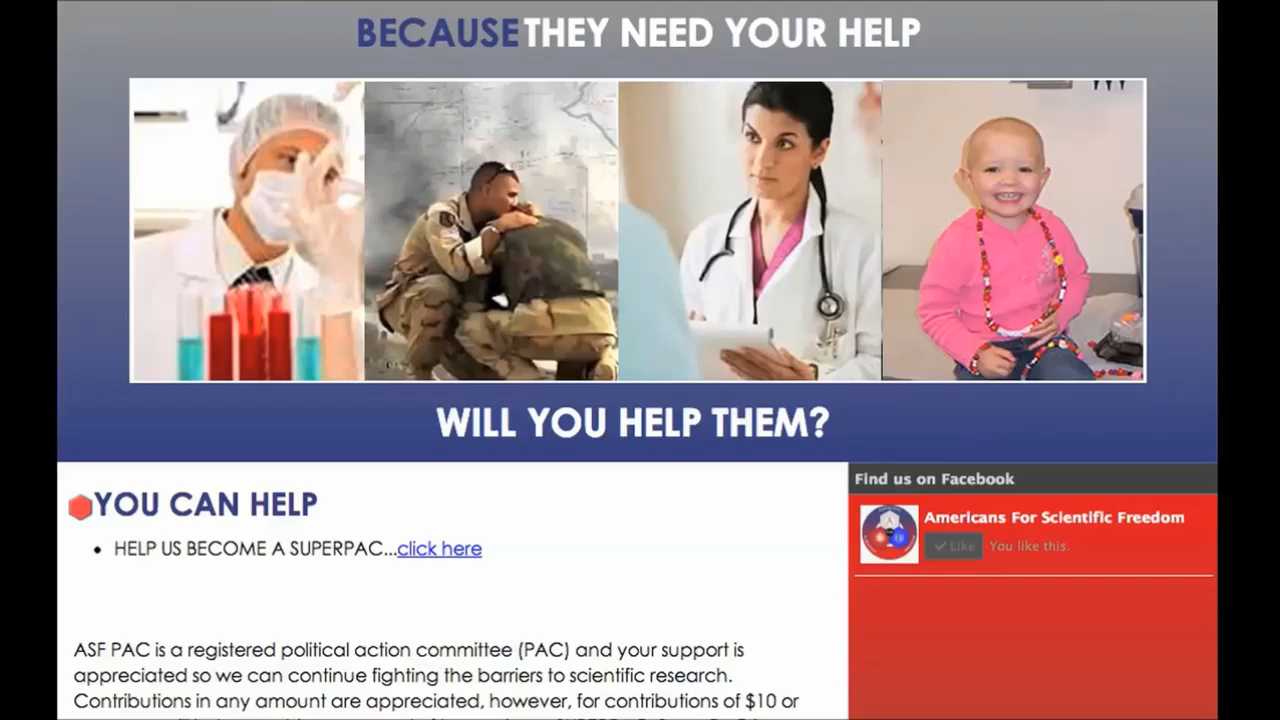 BECAUSE THEY NEED YOUR HELP
WILL YOU HELP THEM?
YOU CAN HELP
• HELP US BECOME A SUPERPAC...click here
ASF PAC is a registered political action committee (PAC) and your support is
appreciated so we can continue fighting the barriers to scientific research.
Contributions in any amount are appreciated, however, for contributions of $10 or
Find us on Facebook
Americans For Scientific Freedom
Like You like this.